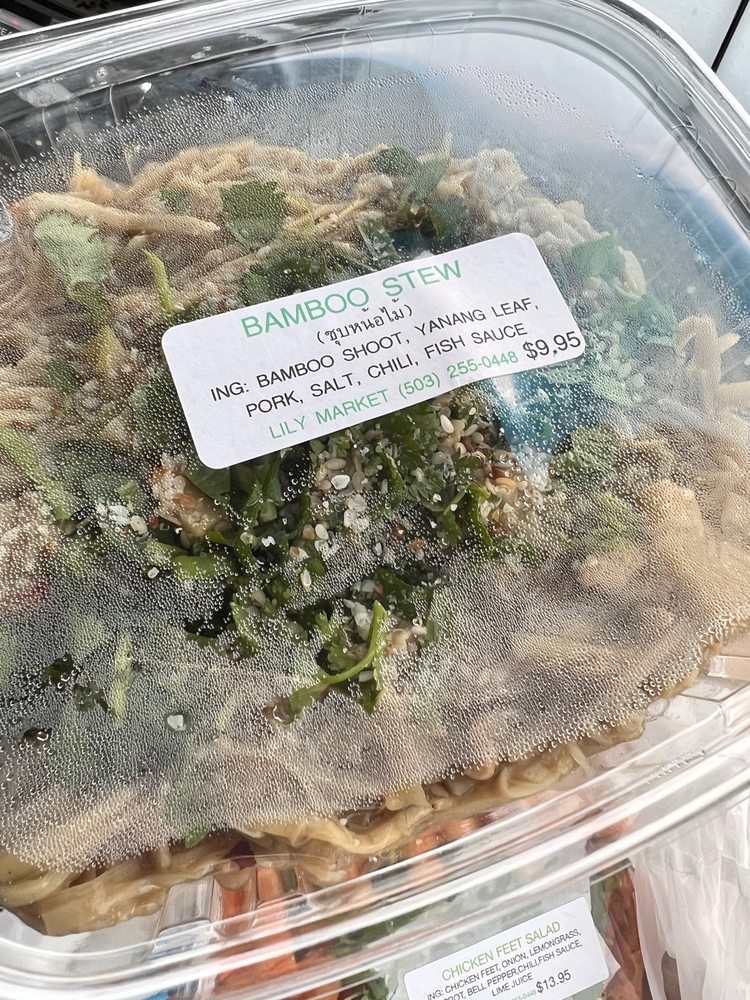 BAMBOO STEW
(ซุบหน่อไม้)
ING: BAMBOO SHOOT, YANANG LEAF,
PORK, SALT, CHILI, FISH SAUCE
LILY MARKET (503) 255-0448 $9.95
CHICKEN FEET SALAD
ING: CHICKEN FEET, ONION, LEMONGRASS,
BELL PEPPER,CHILI,FISH SAUCE,
LIME JUICE
$13.95